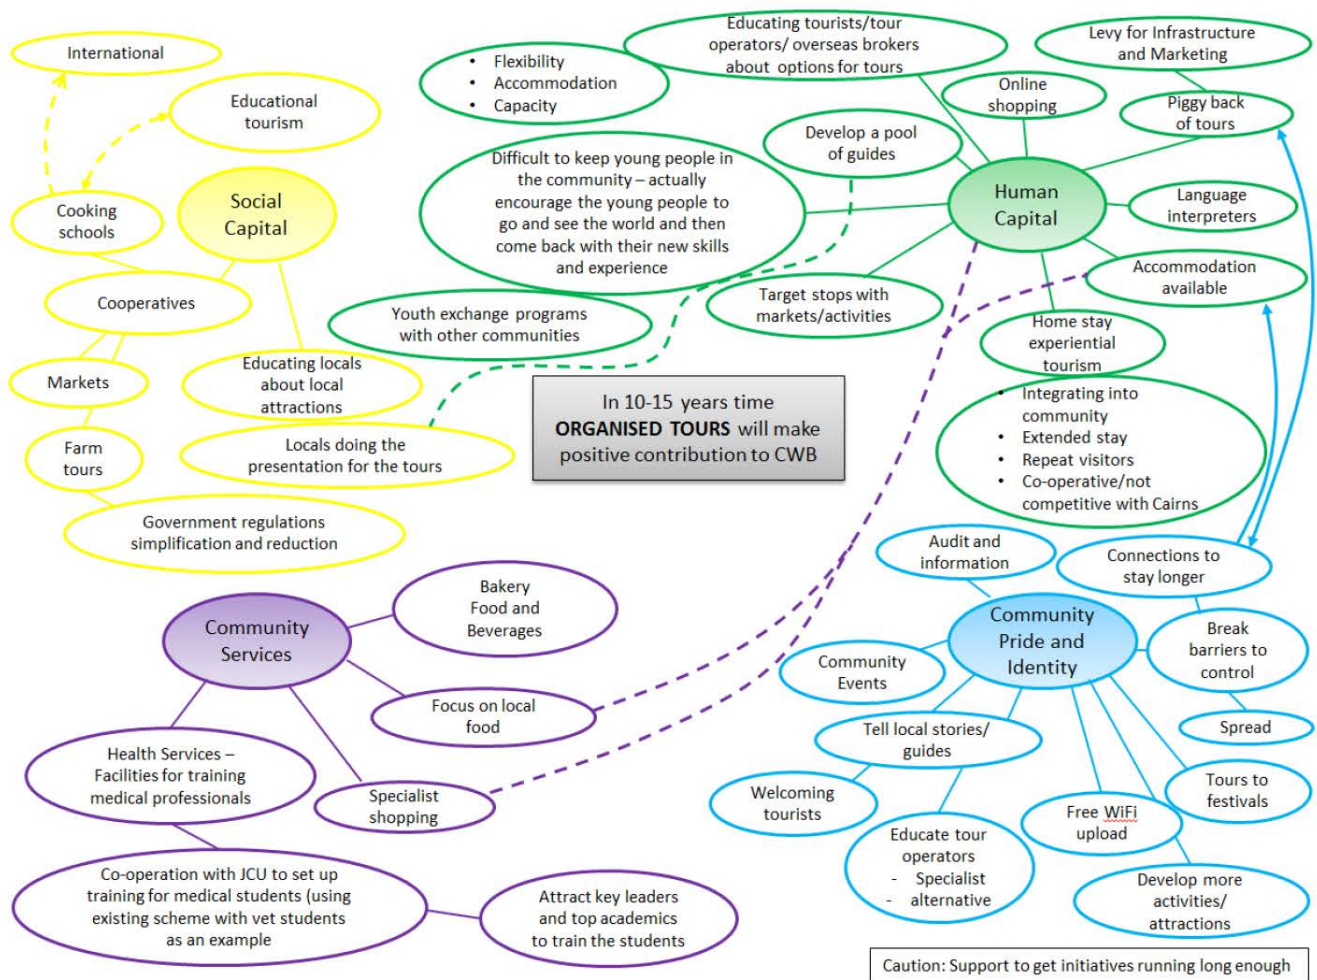 International
Educational
tourism
Cooking
schools
Social
Capital
Cooperatives
Markets
Educating locals
about local
attractions
Farm
tours
Locals doing the
presentation for the tours
Government regulations
simplification and reduction
Educating tourists/tour
operators/ overseas brokers
about options for tours
• Flexibility
• Accommodation
• Capacity
Online
shopping
Levy for Infrastructure
and Marketing
Piggy back
of tours
Develop a pool
of guides
Difficult to keep young people in
the community – actually
encourage the young people to
go and see the world and then
come back with their new skills
and experience
Human
Capital
Language
interpreters
Accommodation
available
Target stops with
markets/activities
Youth exchange programs
with other communities
Home stay
experiential
tourism
• Integrating into
community
• Extended stay
• Repeat visitors
• Co-operative/not
competitive with Cairns
In 10-15 years time
ORGANISED TOURS will make
positive contribution to CWB
Community
Services
Bakery
Food and
Beverages
Focus on local
food
Health Services –
Facilities for training
medical professionals
Specialist
shopping
Co-operation with JCU to set up
training for medical students (using
existing scheme with vet students
as an example
Attract key leaders
and top academics
to train the students
Audit and
information
Connections to
stay longer
Community
Pride and
Identity
Break
barriers to
control
Community
Events
Spread
Tell local stories/
guides
Tours to
festivals
Welcoming
tourists
Educate tour
operators
- Specialist
- alternative
Free WiFi
upload
Develop more
activities/
attractions
Caution: Support to get initiatives running long enough